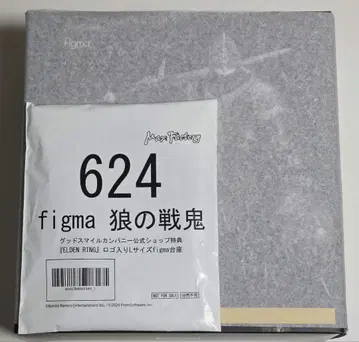 figma
Max Factory
624
figma 狼の戦鬼
グッドスマイルカンパニー公式ショップ特典
『ELDEN RING』ロゴ入りLサイズfigma台座
NOT FOR SALE